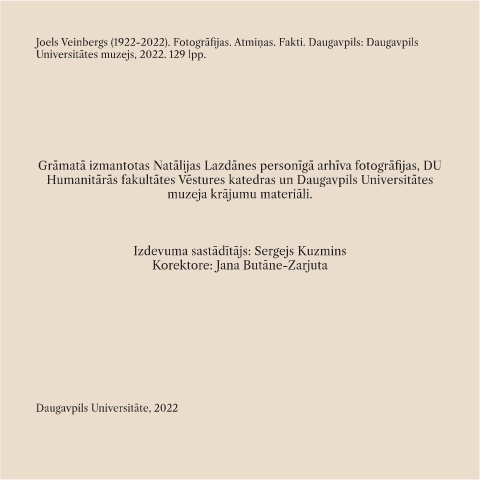 Joels Veinbergs (1922-2022). Fotogrāfijas. Atmiņas. Fakti. Daugavpils: Daugavpils
Universitātes muzejs, 2022. 129 lpp.
Grāmatā izmantotas Natālijas Lazdānes personīgā arhīva fotogrāfijas, DU
Humanitārās fakultātes Vēstures katedras un Daugavpils Universitātes
muzeja krājumu materiāli.
Izdevuma sastādītājs: Sergejs Kuzmins
Korektore: Jana Butāne-Zarjuta
Daugavpils Universitāte, 2022